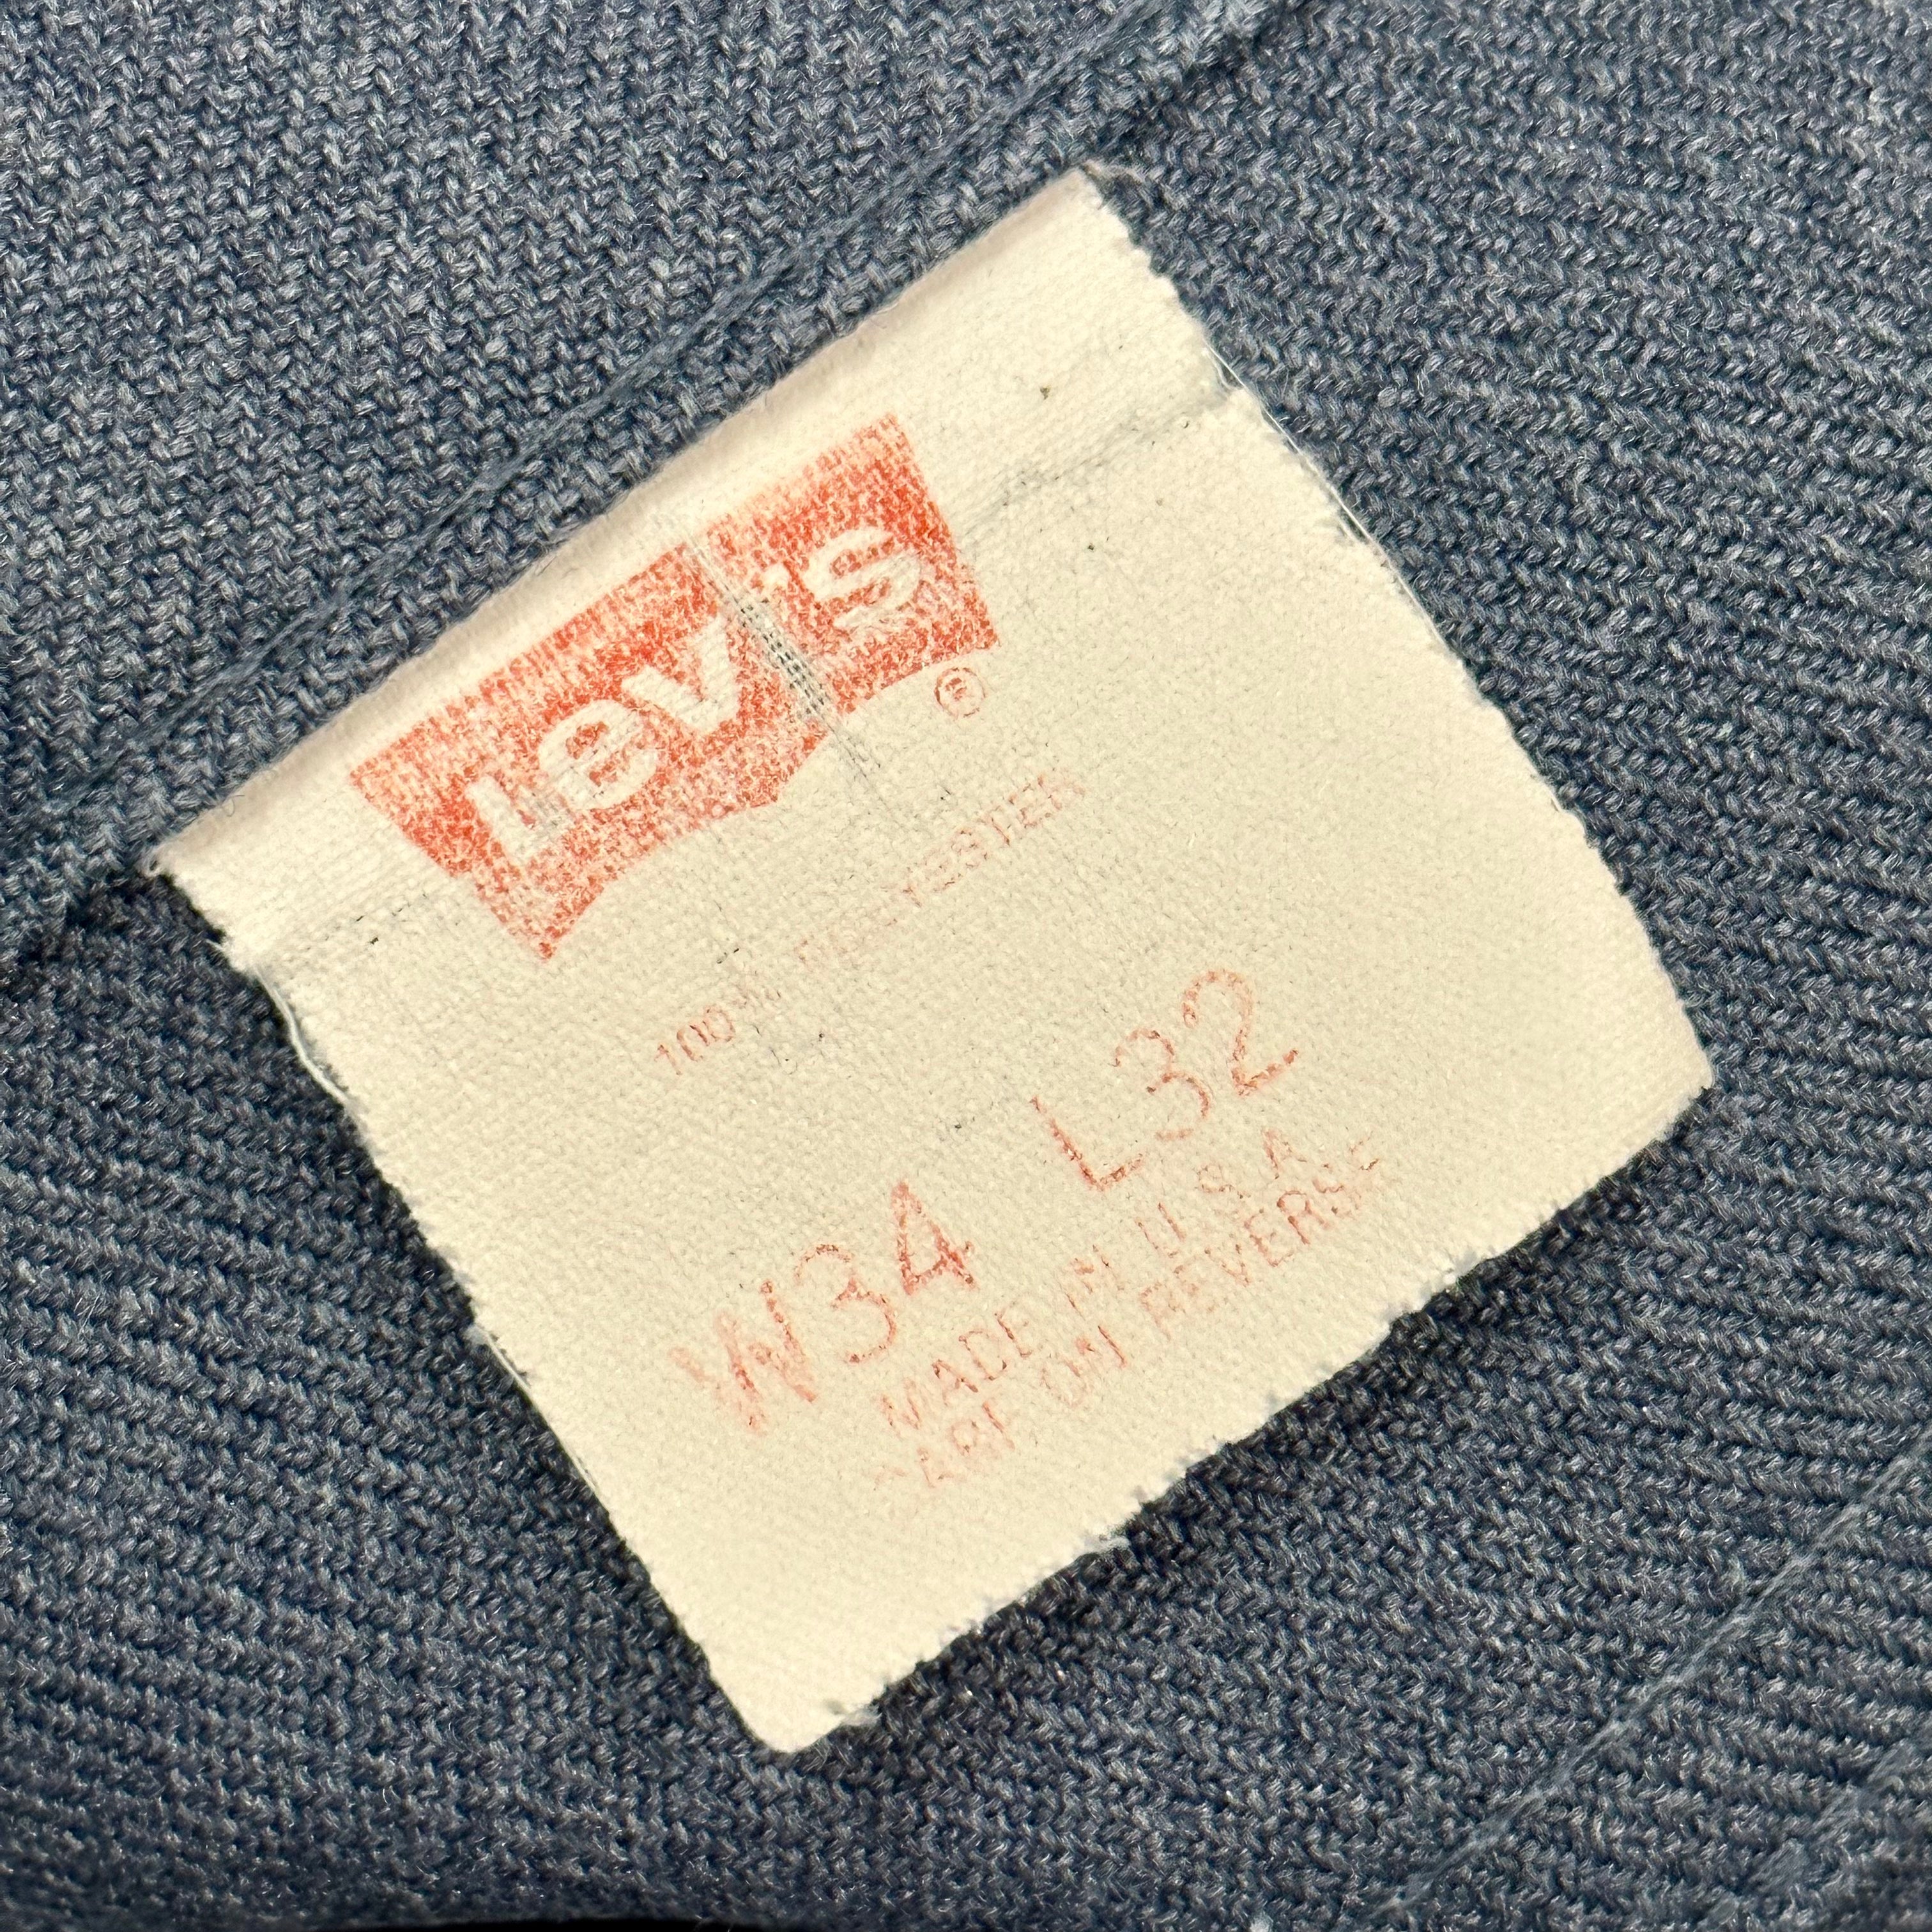 Levi's ®
100% POLYESTER
W34 L32
MADE IN U.S.A.
CARE ON REVERSE